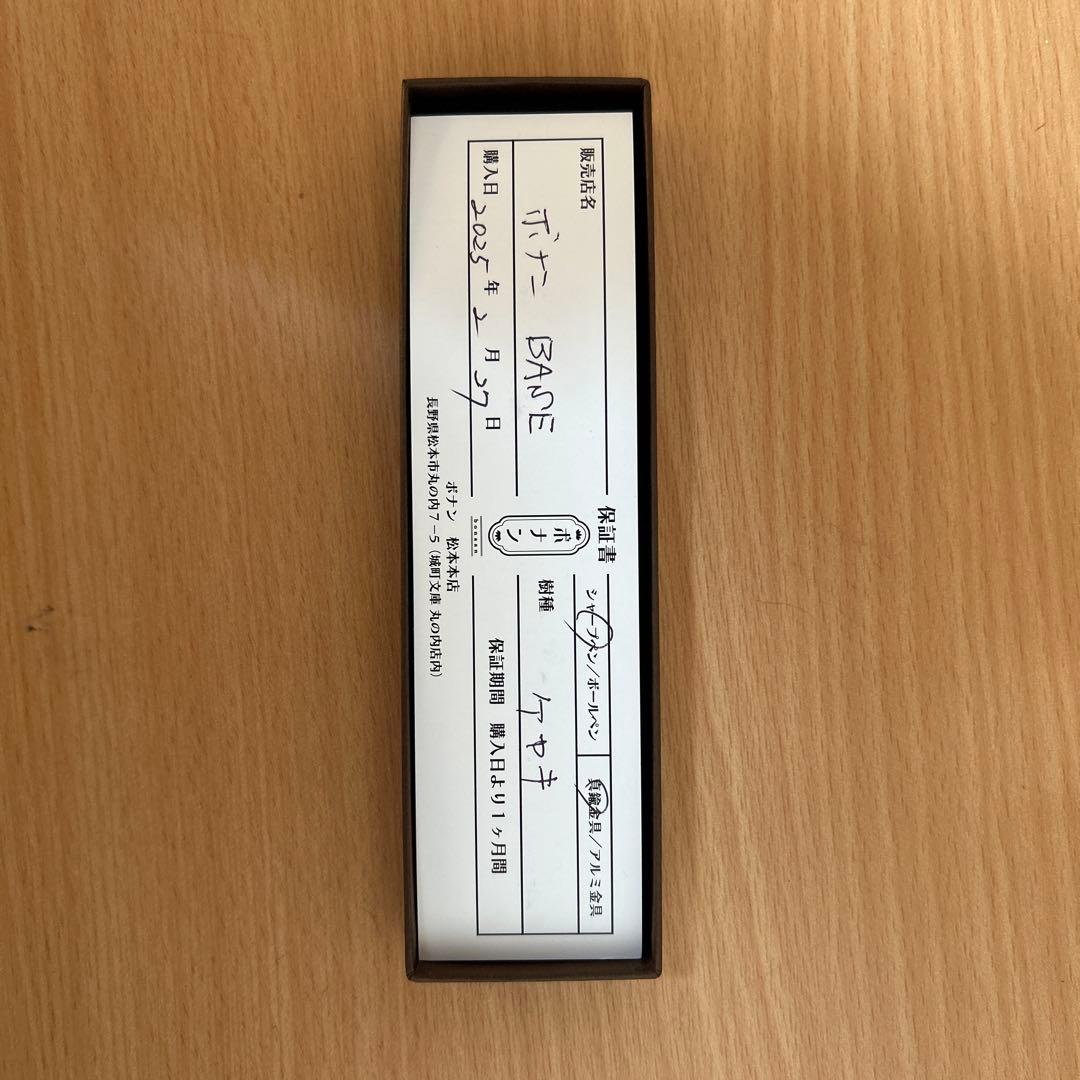 保証書
販売店名
ボナン BASE
購入日 2025年2月27日
ボナン
bonnan
シャープペン/ボールペン
真鍮金具/アルミ金具
樹種 ケヤキ
保証期間 購入日より1ヶ月間
ボナン 松本本店
長野県松本市丸の内7-5(城町文庫 丸の内店内)